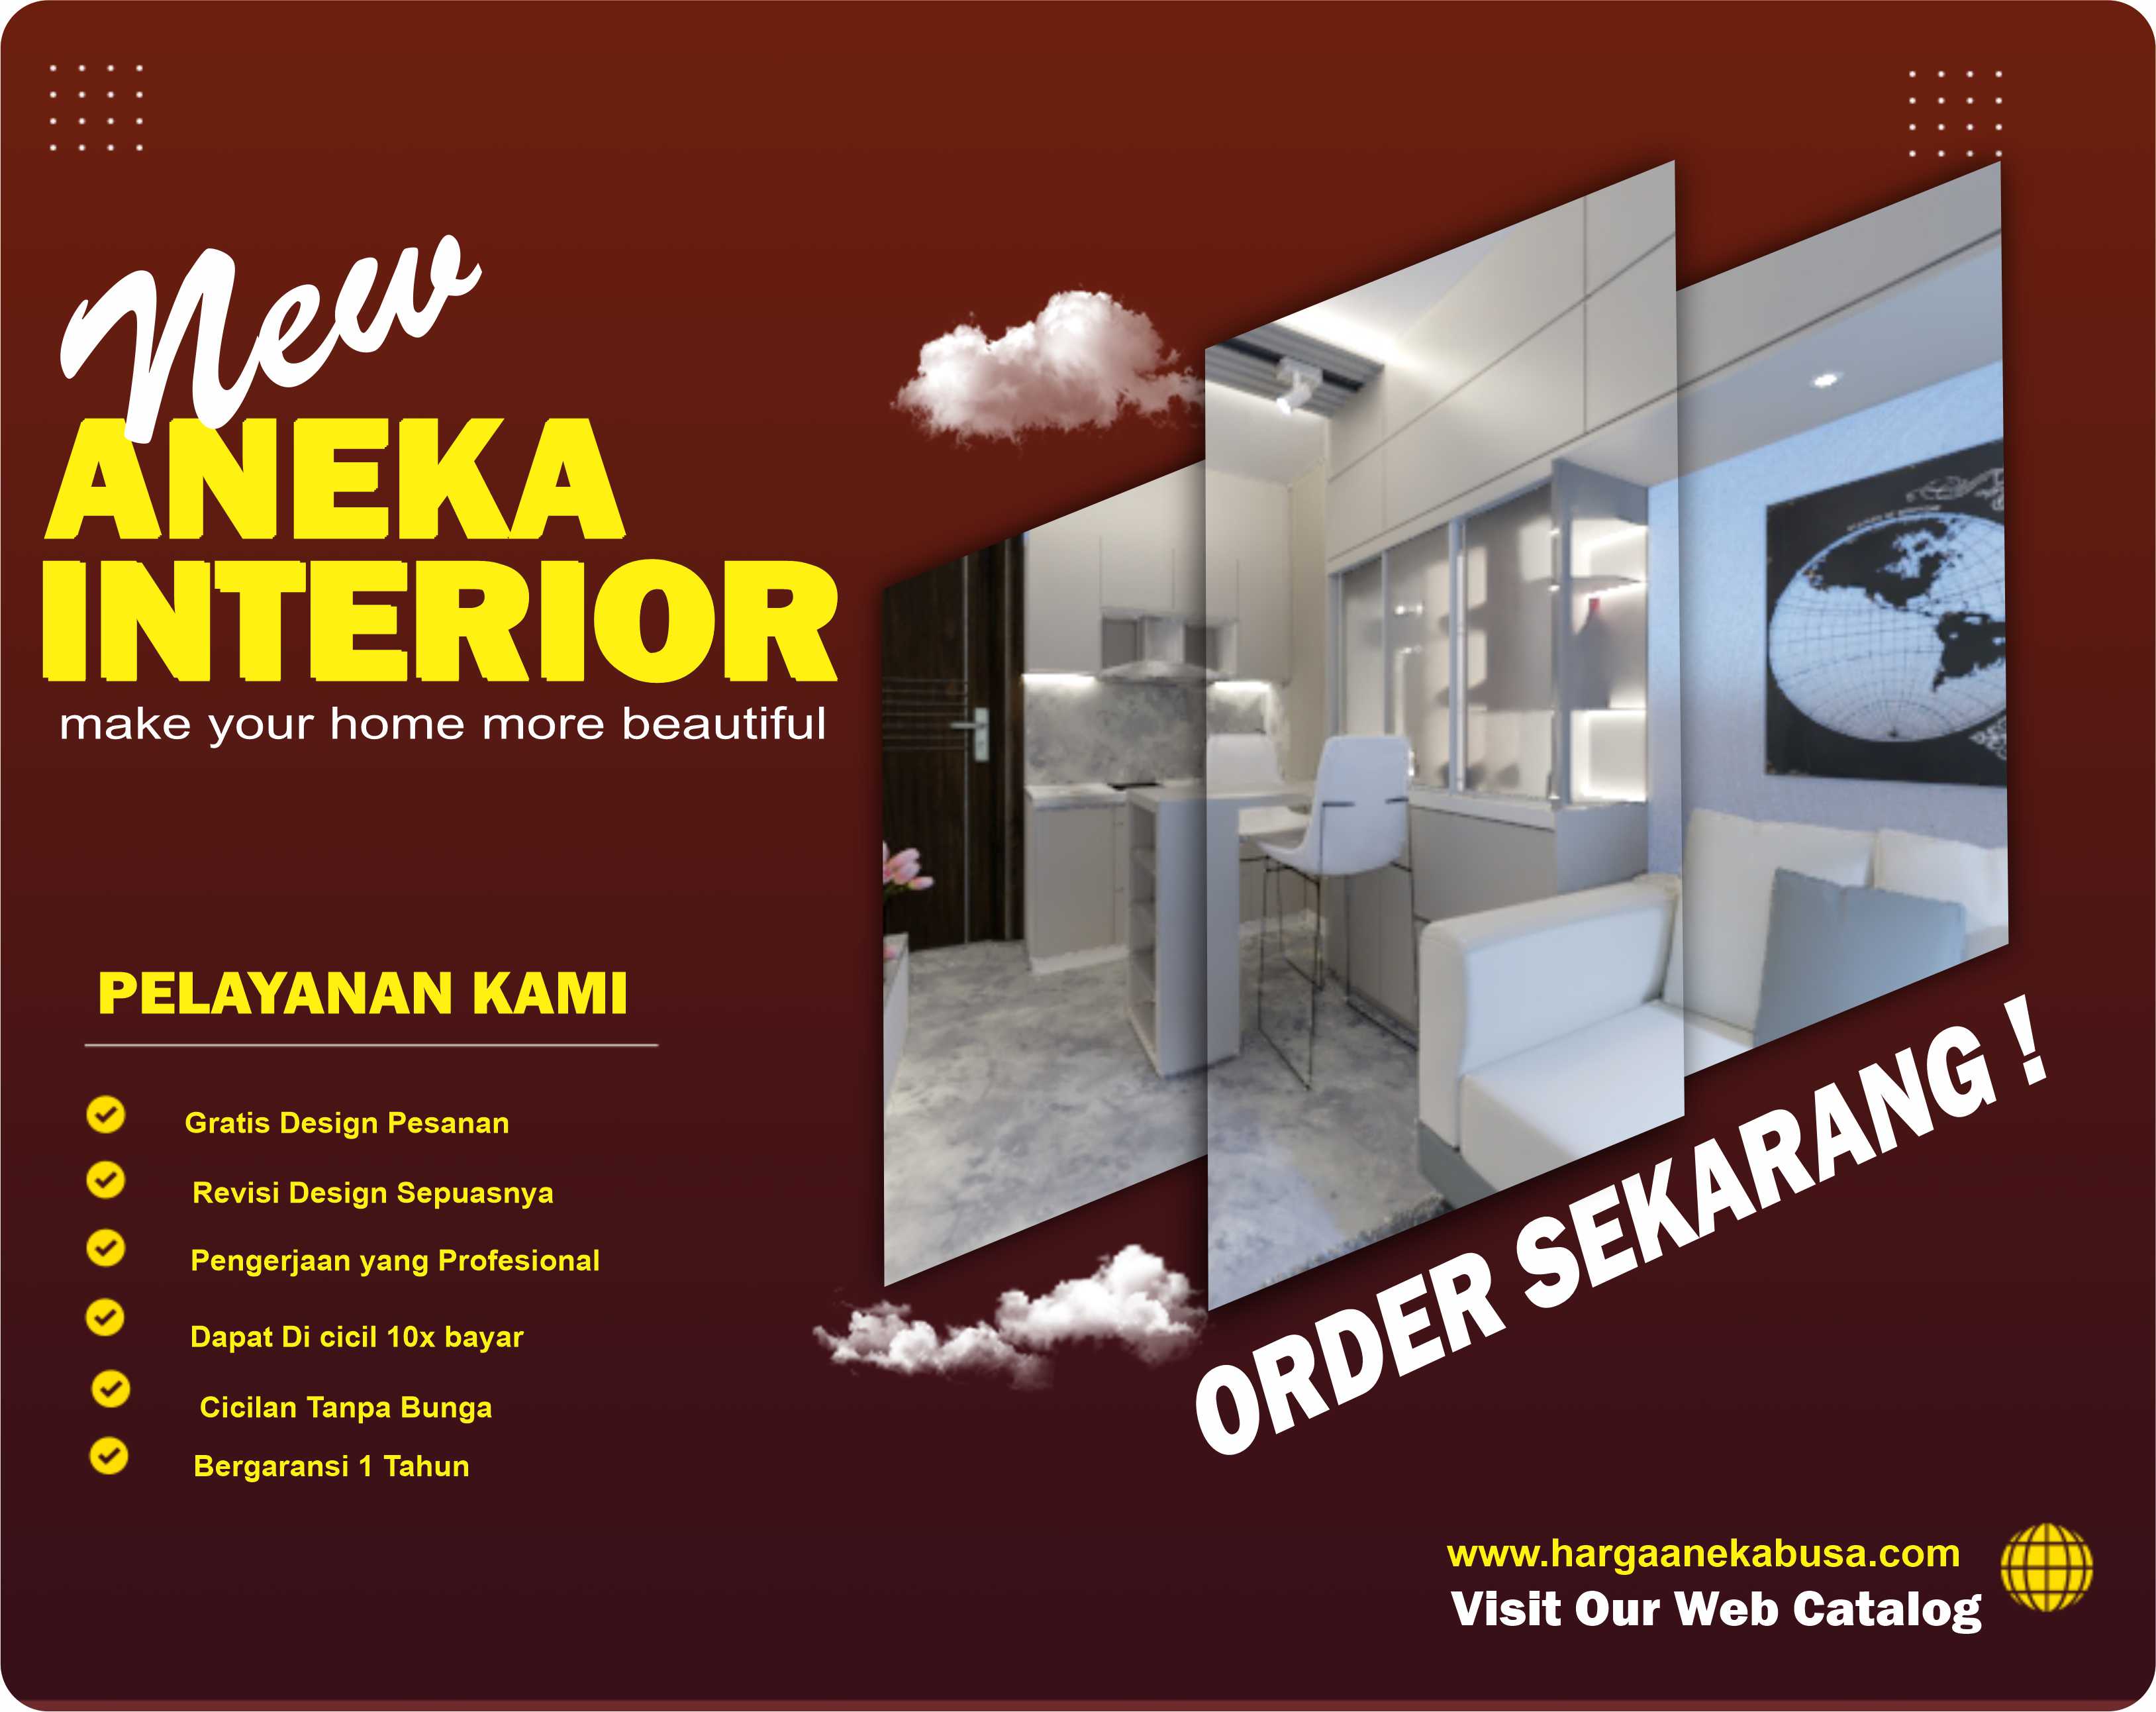 New
ANEKA
INTERIOR
make your home more beautiful
PELAYANAN KAMI
Gratis Design Pesanan
Revisi Design Sepuasnya
Pengerjaan yang Profesional
Dapat Di cicil 10x bayar
Cicilan Tanpa Bunga
Bergaransi 1 Tahun
ORDER SEKARANG !
www.hargaanekabusa.com
Visit Our Web Catalog